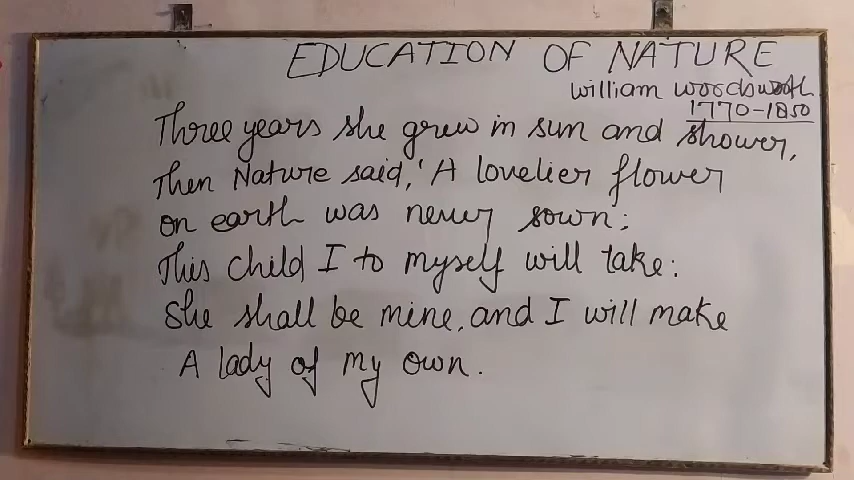 EDUCATION OF NATURE
William Woodsworth
1770-1850
Three years she grew in sun and shower,
Then Nature said, 'A lovelier flower
on earth was never sown;
This child I to myself will take:
She shall be mine, and I will make
A lady of my own.